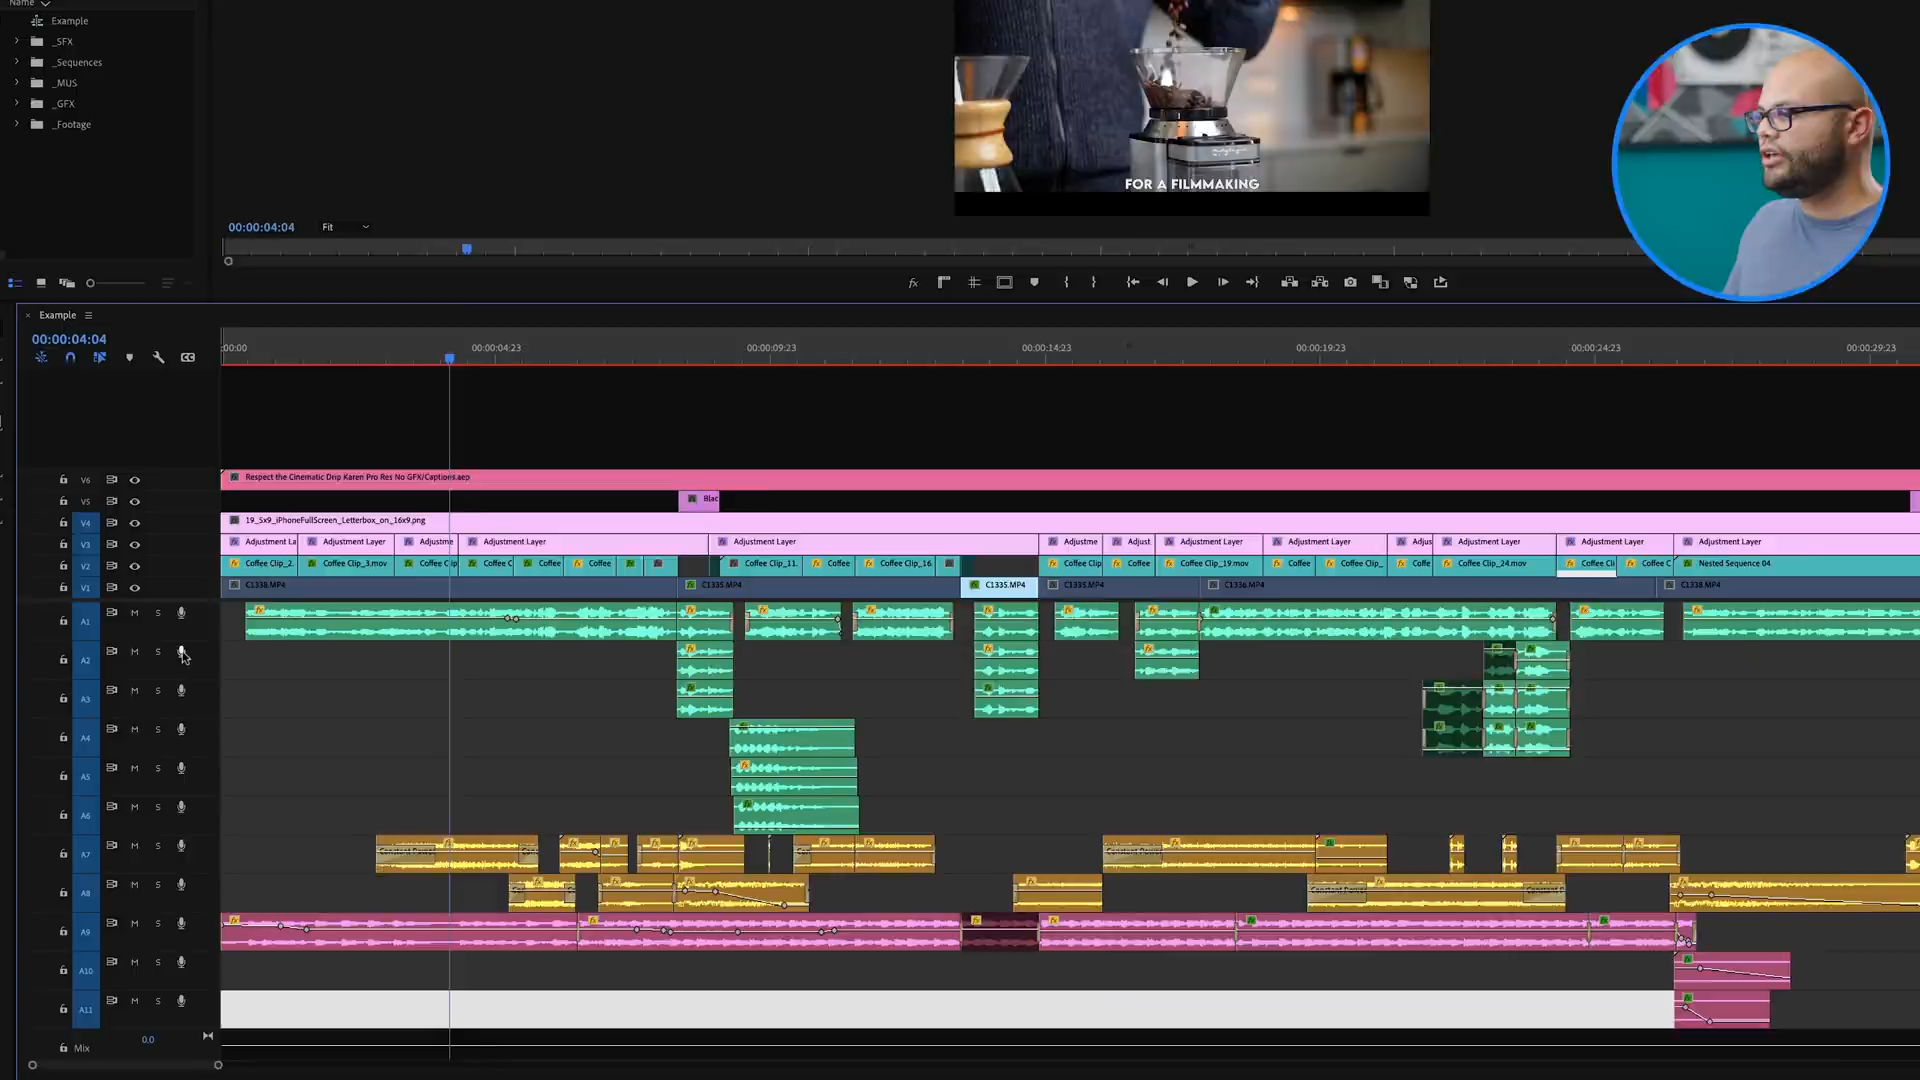 Name
Example
_SFX
_Sequences
_MUS
_GFX
_Footage
FOR A FILMMAKING
00:00:04:04
Fit
fx
Example
00:00:04:04
:00:00
00:00:04:23
00:00:09:23
00:00:14:23
00:00:19:23
00:00:24:23
00:00:29:23
V6
Respect the Cinematic Drip Karen Pro Res No GFX/Captions.aep
V5
Blac
V4
19_5x9_iPhoneFullScreen_Letterbox_on_16x9.png
V3
Adjustment La
Adjustment Layer
Adjustme
Adjustment Layer
Adjustment Layer
Adjustme
Adjust
Adjustment Layer
Adjustment Layer
Adjus
Adjustment Layer
Adjustment Layer
Adjustment Layer
V2
Coffee Clip_2.
Coffee Clip_3.mov
Coffee Clip
Coffee C
Coffee
Coffee
Coffee Clip_11.
Coffee
Coffee Clip_16
Coffee Clip
Coffee
Coffee Clip_19.mov
Coffee
Coffee Clip_
Coffee
Coffee Clip_24.mov
Coffee Cli
Coffee C
Nested Sequence 04
V1
C1338.MP4
C1335.MP4
C1335.MP4
C1335.MP4
C1336.MP4
C1338.MP4
A1 M S
A2 M S
A3 M S
A4 M S
A5 M S
A6 M S
A7 M S
A8 M S
A9 M S
A10 M S
A11 M S
Mix
0.0